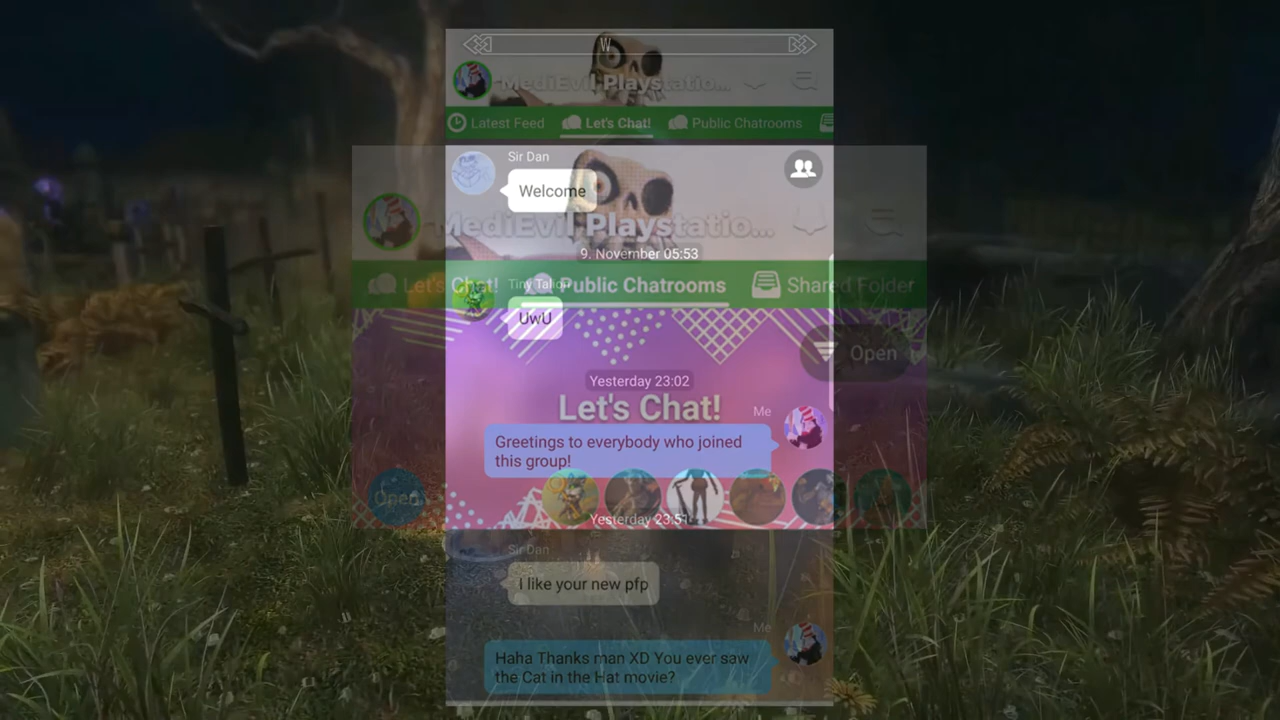 W
MediEvil Playstatio...
Latest Feed
Let's Chat!
Public Chatrooms
Sir Dan
Welcome
MediEvil Playstatio...
9. November 05:53
Let's Chat!
Public Chatrooms
Shared Folder
Tiny Talion
UwU
Open
Yesterday 23:02
Let's Chat!
Me
Greetings to everybody who joined
this group!
Open
Yesterday 23:51
Sir Dan
I like your new pfp
Me
Haha Thanks man XD You ever saw
the Cat in the Hat movie?